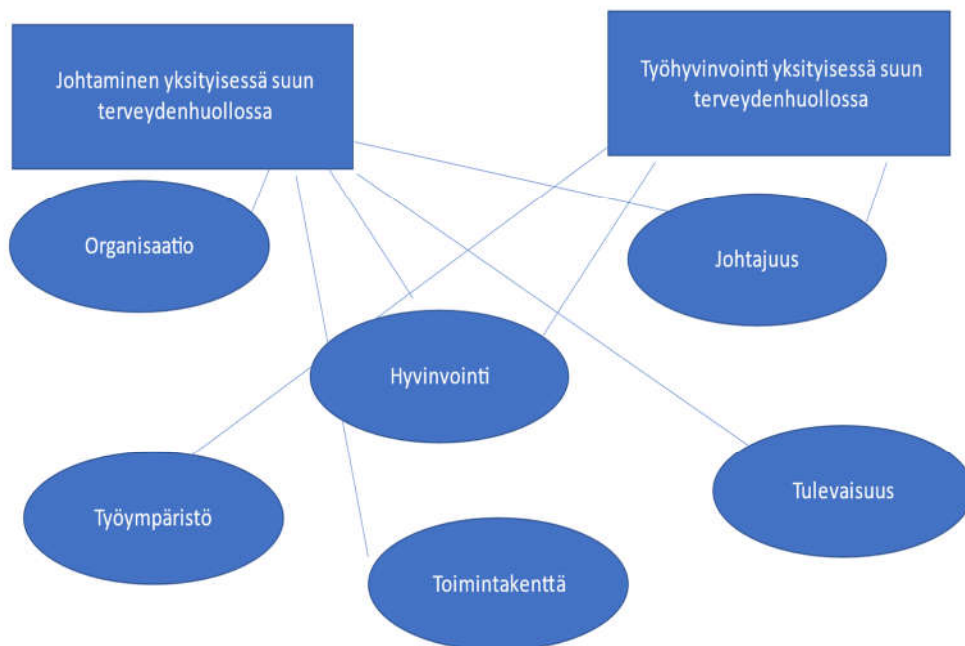 Johtaminen yksityisessä suun
terveydenhuollossa
Työhyvinvointi yksityisessä suun
terveydenhuollossa
Organisaatio
Johtajuus
Hyvinvointi
Työympäristö
Tulevaisuus
Toimintakenttä